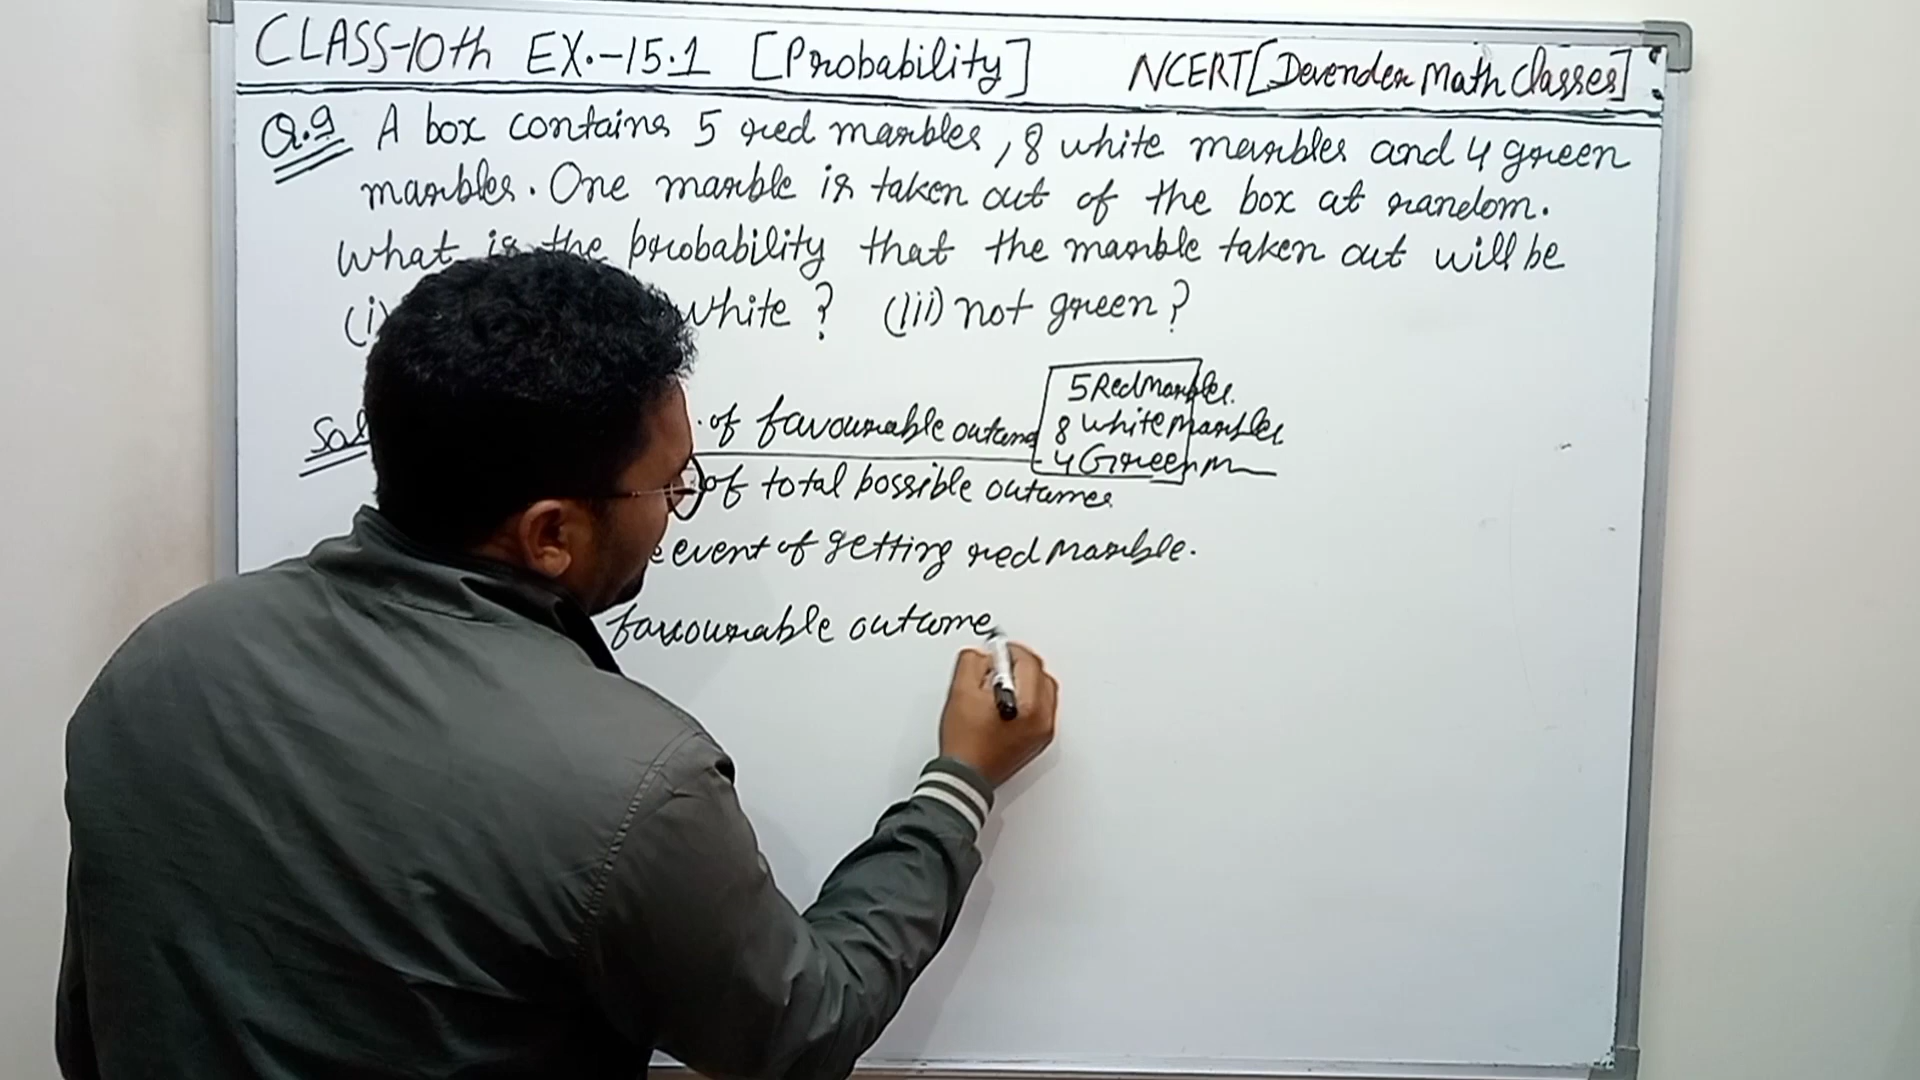 CLASS-10th EX.-15.1 [Probability] NCERT [Devender Math Classes]
Q.9 A box contains 5 red marbles, 8 white marbles and 4 green
marbles. One marble is taken out of the box at random.
What is the probability that the marble taken out will be
(i) white? (iii) not green?
5 Red Marbles.
of favourable outcome 8 white Marbles
4 Green M
of total possible outcomes
event of getting red Marble.
favourable outcome